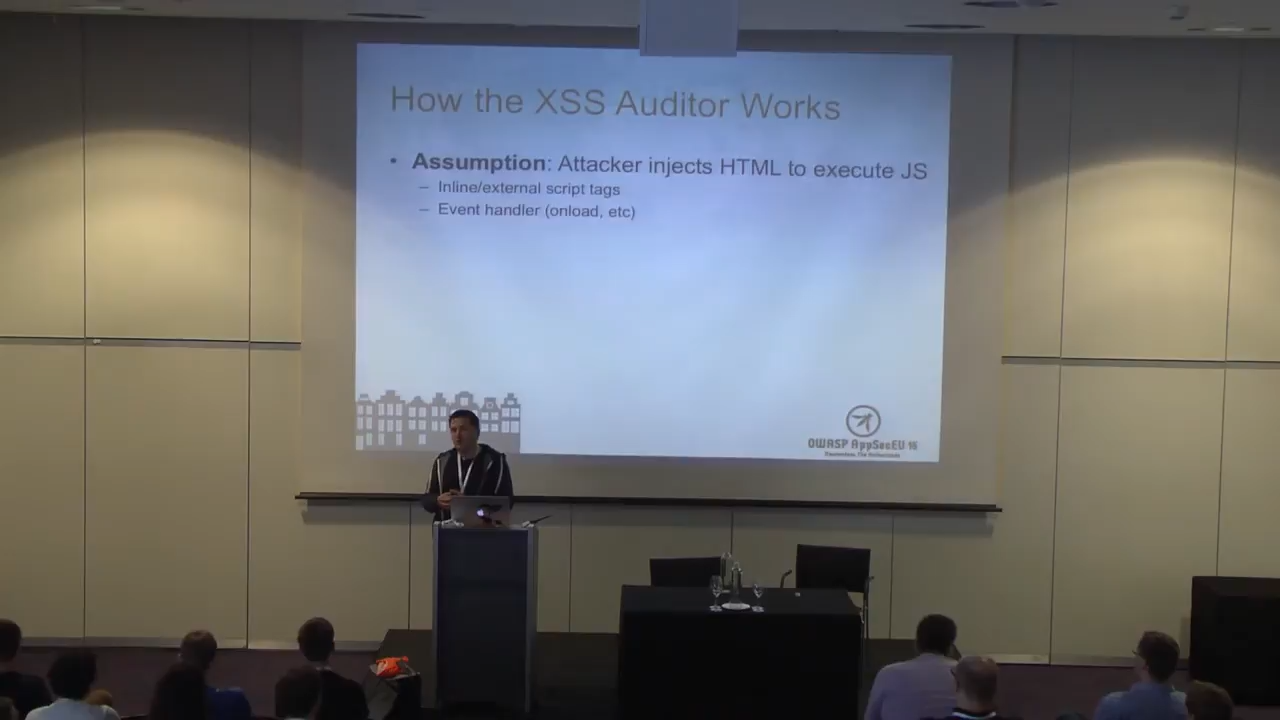 How the XSS Auditor Works
• Assumption: Attacker injects HTML to execute JS
– Inline/external script tags
– Event handler (onload, etc)
OWASP AppSecEU 16